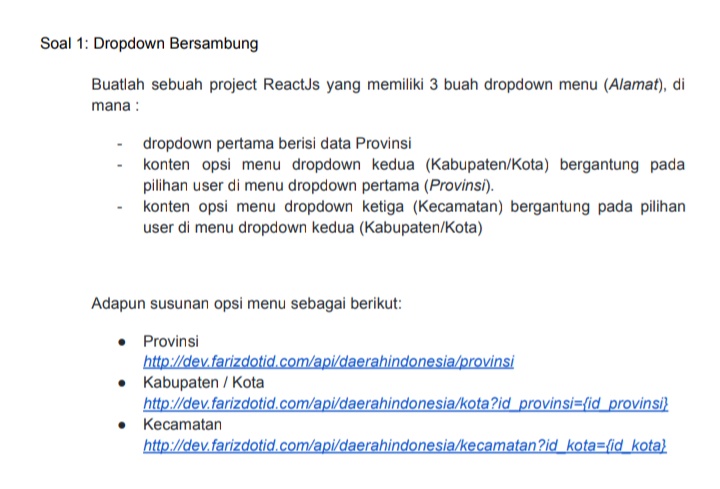 Soal 1: Dropdown Bersambung
Buatlah sebuah project ReactJs yang memiliki 3 buah dropdown menu (Alamat), di
mana :
- dropdown pertama berisi data Provinsi
- konten opsi menu dropdown kedua (Kabupaten/Kota) bergantung pada
pilihan user di menu dropdown pertama (Provinsi).
- konten opsi menu dropdown ketiga (Kecamatan) bergantung pada pilihan
user di menu dropdown kedua (Kabupaten/Kota)
Adapun susunan opsi menu sebagai berikut:
● Provinsi
http://dev.farizdotid.com/api/daerahindonesia/provinsi
● Kabupaten / Kota
http://dev.farizdotid.com/api/daerahindonesia/kota?id_provinsi={id_provinsi}
● Kecamatan
http://dev.farizdotid.com/api/daerahindonesia/kecamatan?id_kota={id_kota}